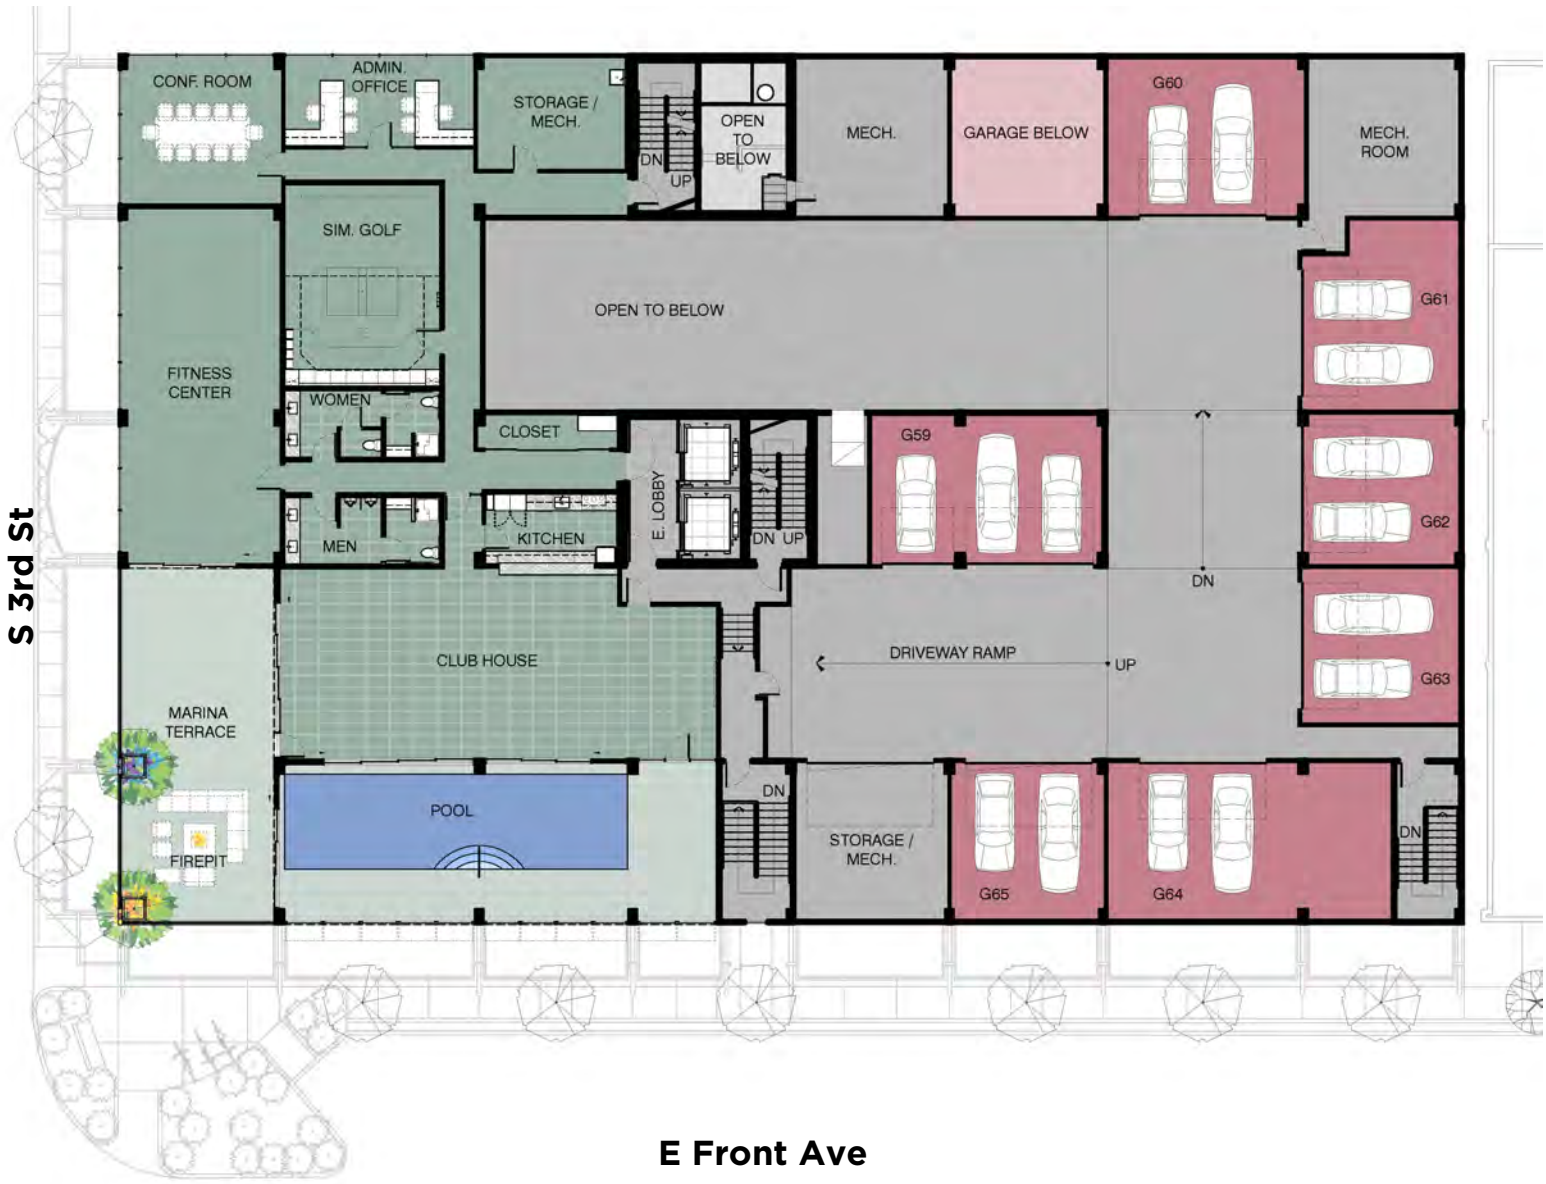 CONF. ROOM
ADMIN.
OFFICE
STORAGE /
MECH.
DN
UP
OPEN
TO
BELOW
MECH.
GARAGE BELOW
G60
MECH.
ROOM
SIM. GOLF
OPEN TO BELOW
G61
FITNESS
CENTER
WOMEN
CLOSET
G59
E. LOBBY
G62
S 3rd St
MEN
KITCHEN
DN UP
DN
CLUB HOUSE
DRIVEWAY RAMP
UP
G63
MARINA
TERRACE
POOL
DN
STORAGE /
MECH.
DN
FIREPIT
G65
G64
E Front Ave